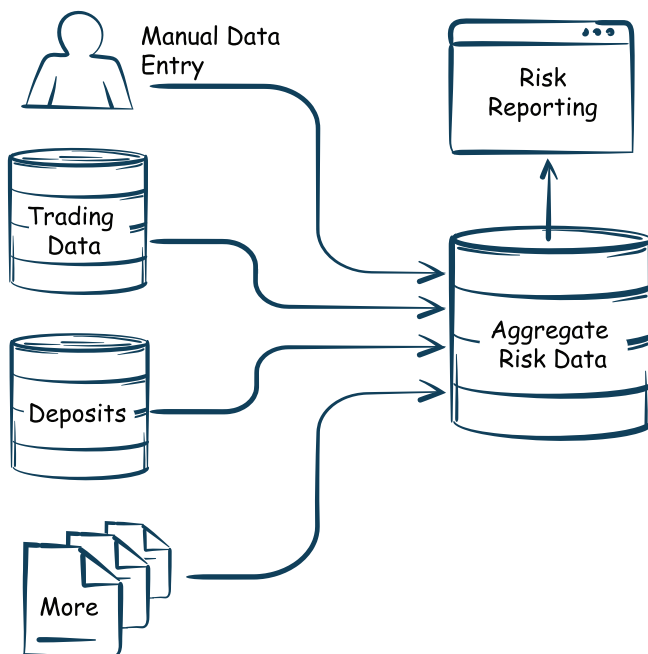 Manual Data
Entry
Risk
Reporting
Trading
Data
Aggregate
Risk Data
Deposits
More